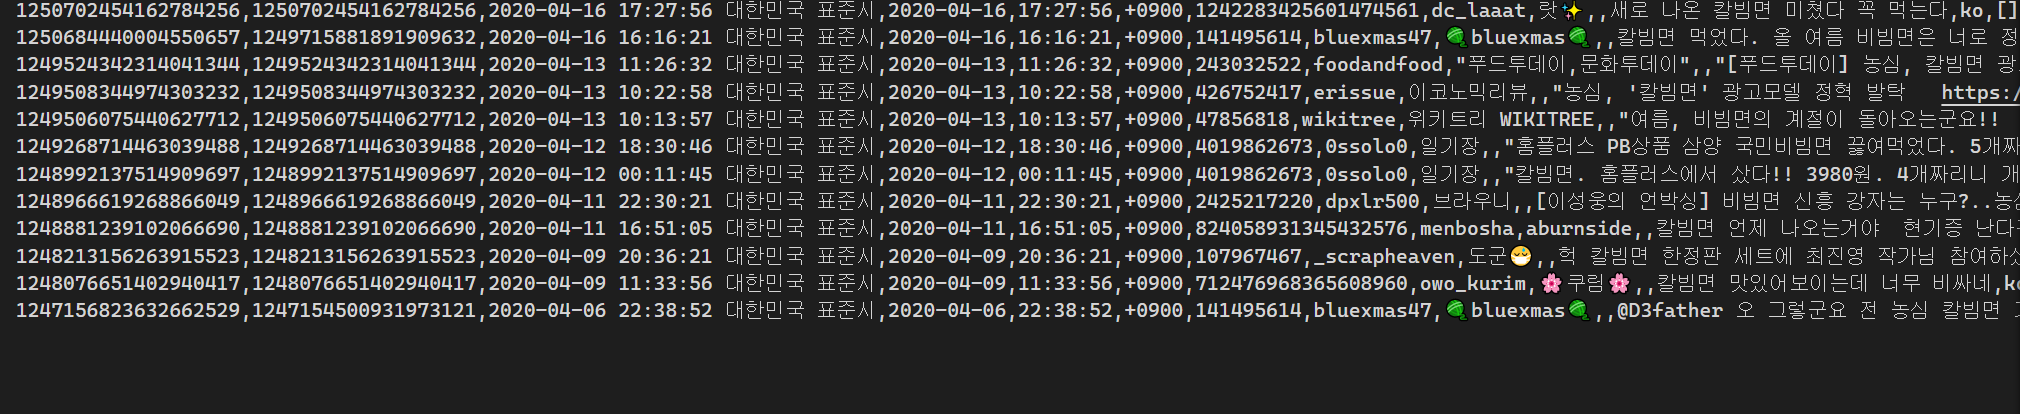 1250702454162784256,1250702454162784256,2020-04-16 17:27:56 대한민국 표준시,2020-04-16,17:27:56,+0900,1242283425601474561,dc_laaat,랏✨,,새로 나온 칼빔면 미쳤다 꼭 먹는다,ko,[]
1250684440004550657,1249715881891909632,2020-04-16 16:16:21 대한민국 표준시,2020-04-16,16:16:21,+0900,141495614,bluexmas47,bluexmas,,칼빔면 먹었다. 올 여름 비빔면은 너로
1249524342314041344,1249524342314041344,2020-04-13 11:26:32 대한민국 표준시,2020-04-13,11:26:32,+0900,243032522,foodandfood,"푸드투데이,문화투데이",,"[푸드투데이] 농심, 칼빔면 광
1249508344974303232,1249508344974303232,2020-04-13 10:22:58 대한민국 표준시,2020-04-13,10:22:58,+0900,426752417,erissue,이코노믹리뷰,,"농심, '칼빔면' 광고모델 정혁 발탁 https:/
1249506075440627712,1249506075440627712,2020-04-13 10:13:57 대한민국 표준시,2020-04-13,10:13:57,+0900,47856818,wikitree,위키트리 WIKITREE,,"여름, 비빔면의 계절이 돌아오는군요!!
1249268714463039488,1249268714463039488,2020-04-12 18:30:46 대한민국 표준시,2020-04-12,18:30:46,+0900,4019862673,0ssolo0,일기장,,"홈플러스 PB상품 삼양 국민비빔면 끓여먹었다. 5개짜
1248992137514909697,1248992137514909697,2020-04-12 00:11:45 대한민국 표준시,2020-04-12,00:11:45,+0900,4019862673,0ssolo0,일기장,,"칼빔면. 홈플러스에서 샀다!! 3980원. 4개짜리니 개
1248966619268866049,1248966619268866049,2020-04-11 22:30:21 대한민국 표준시,2020-04-11,22:30:21,+0900,2425217220,dpxlr500,브라우니,,[이성웅의 언박싱] 비빔면 신흥 강자는 누구?..농심
1248881239102066690,1248881239102066690,2020-04-11 16:51:05 대한민국 표준시,2020-04-11,16:51:05,+0900,824058931345432576,menbosha,aburnside,,칼빔면 언제 나오는거야 현기증 난다
1248213156263915523,1248213156263915523,2020-04-09 20:36:21 대한민국 표준시,2020-04-09,20:36:21,+0900,107967467,_scrapheaven,도군😷,,헉 칼빔면 한정판 세트에 최진영 작가님 참여하셨
1248076651402940417,1248076651402940417,2020-04-09 11:33:56 대한민국 표준시,2020-04-09,11:33:56,+0900,712476968365608960,owo_kurim,🌸쿠림🌸,,칼빔면 맛있어보이는데 너무 비싸네,ko
1247156823632662529,1247154500931973121,2020-04-06 22:38:52 대한민국 표준시,2020-04-06,22:38:52,+0900,141495614,bluexmas47,bluexmas,,@D3father 오 그렇군요 전 농심 칼빔면